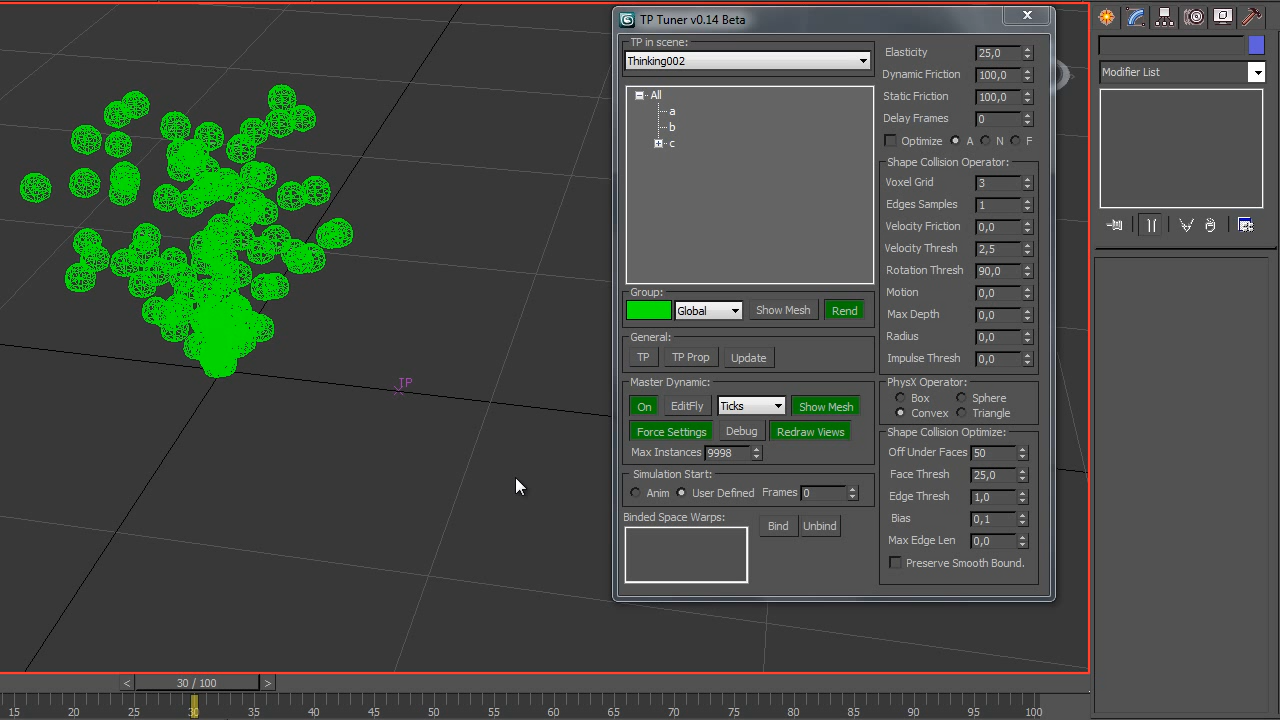 TP Tuner v0.14 Beta
TP in scene:
Thinking002
All
a
b
c
Group:
Global
Show Mesh
Rend
General:
TP
TP Prop
Update
Master Dynamic:
On
EditFly
Ticks
Show Mesh
Force Settings
Debug
Redraw Views
Max Instances 9998
Simulation Start:
Anim User Defined Frames 0
Binded Space Warps:
Bind Unbind
Elasticity 25,0
Dynamic Friction 100,0
Static Friction 100,0
Delay Frames 0
Optimize A N F
Shape Collision Operator:
Voxel Grid 3
Edges Samples 1
Velocity Friction 0,0
Velocity Thresh 2,5
Rotation Thresh 90,0
Motion 0,0
Max Depth 0,0
Radius 0,0
Impulse Thresh 0,0
PhysX Operator:
Box Sphere
Convex Triangle
Shape Collision Optimize:
Off Under Faces 50
Face Thresh 25,0
Edge Thresh 1,0
Bias 0,1
Max Edge Len 0,0
Preserve Smooth Bound.
Modifier List
TP
< 30 / 100 >
15 20 25 30 35 40 45 50 55 60 65 70 75 80 85 90 95 100